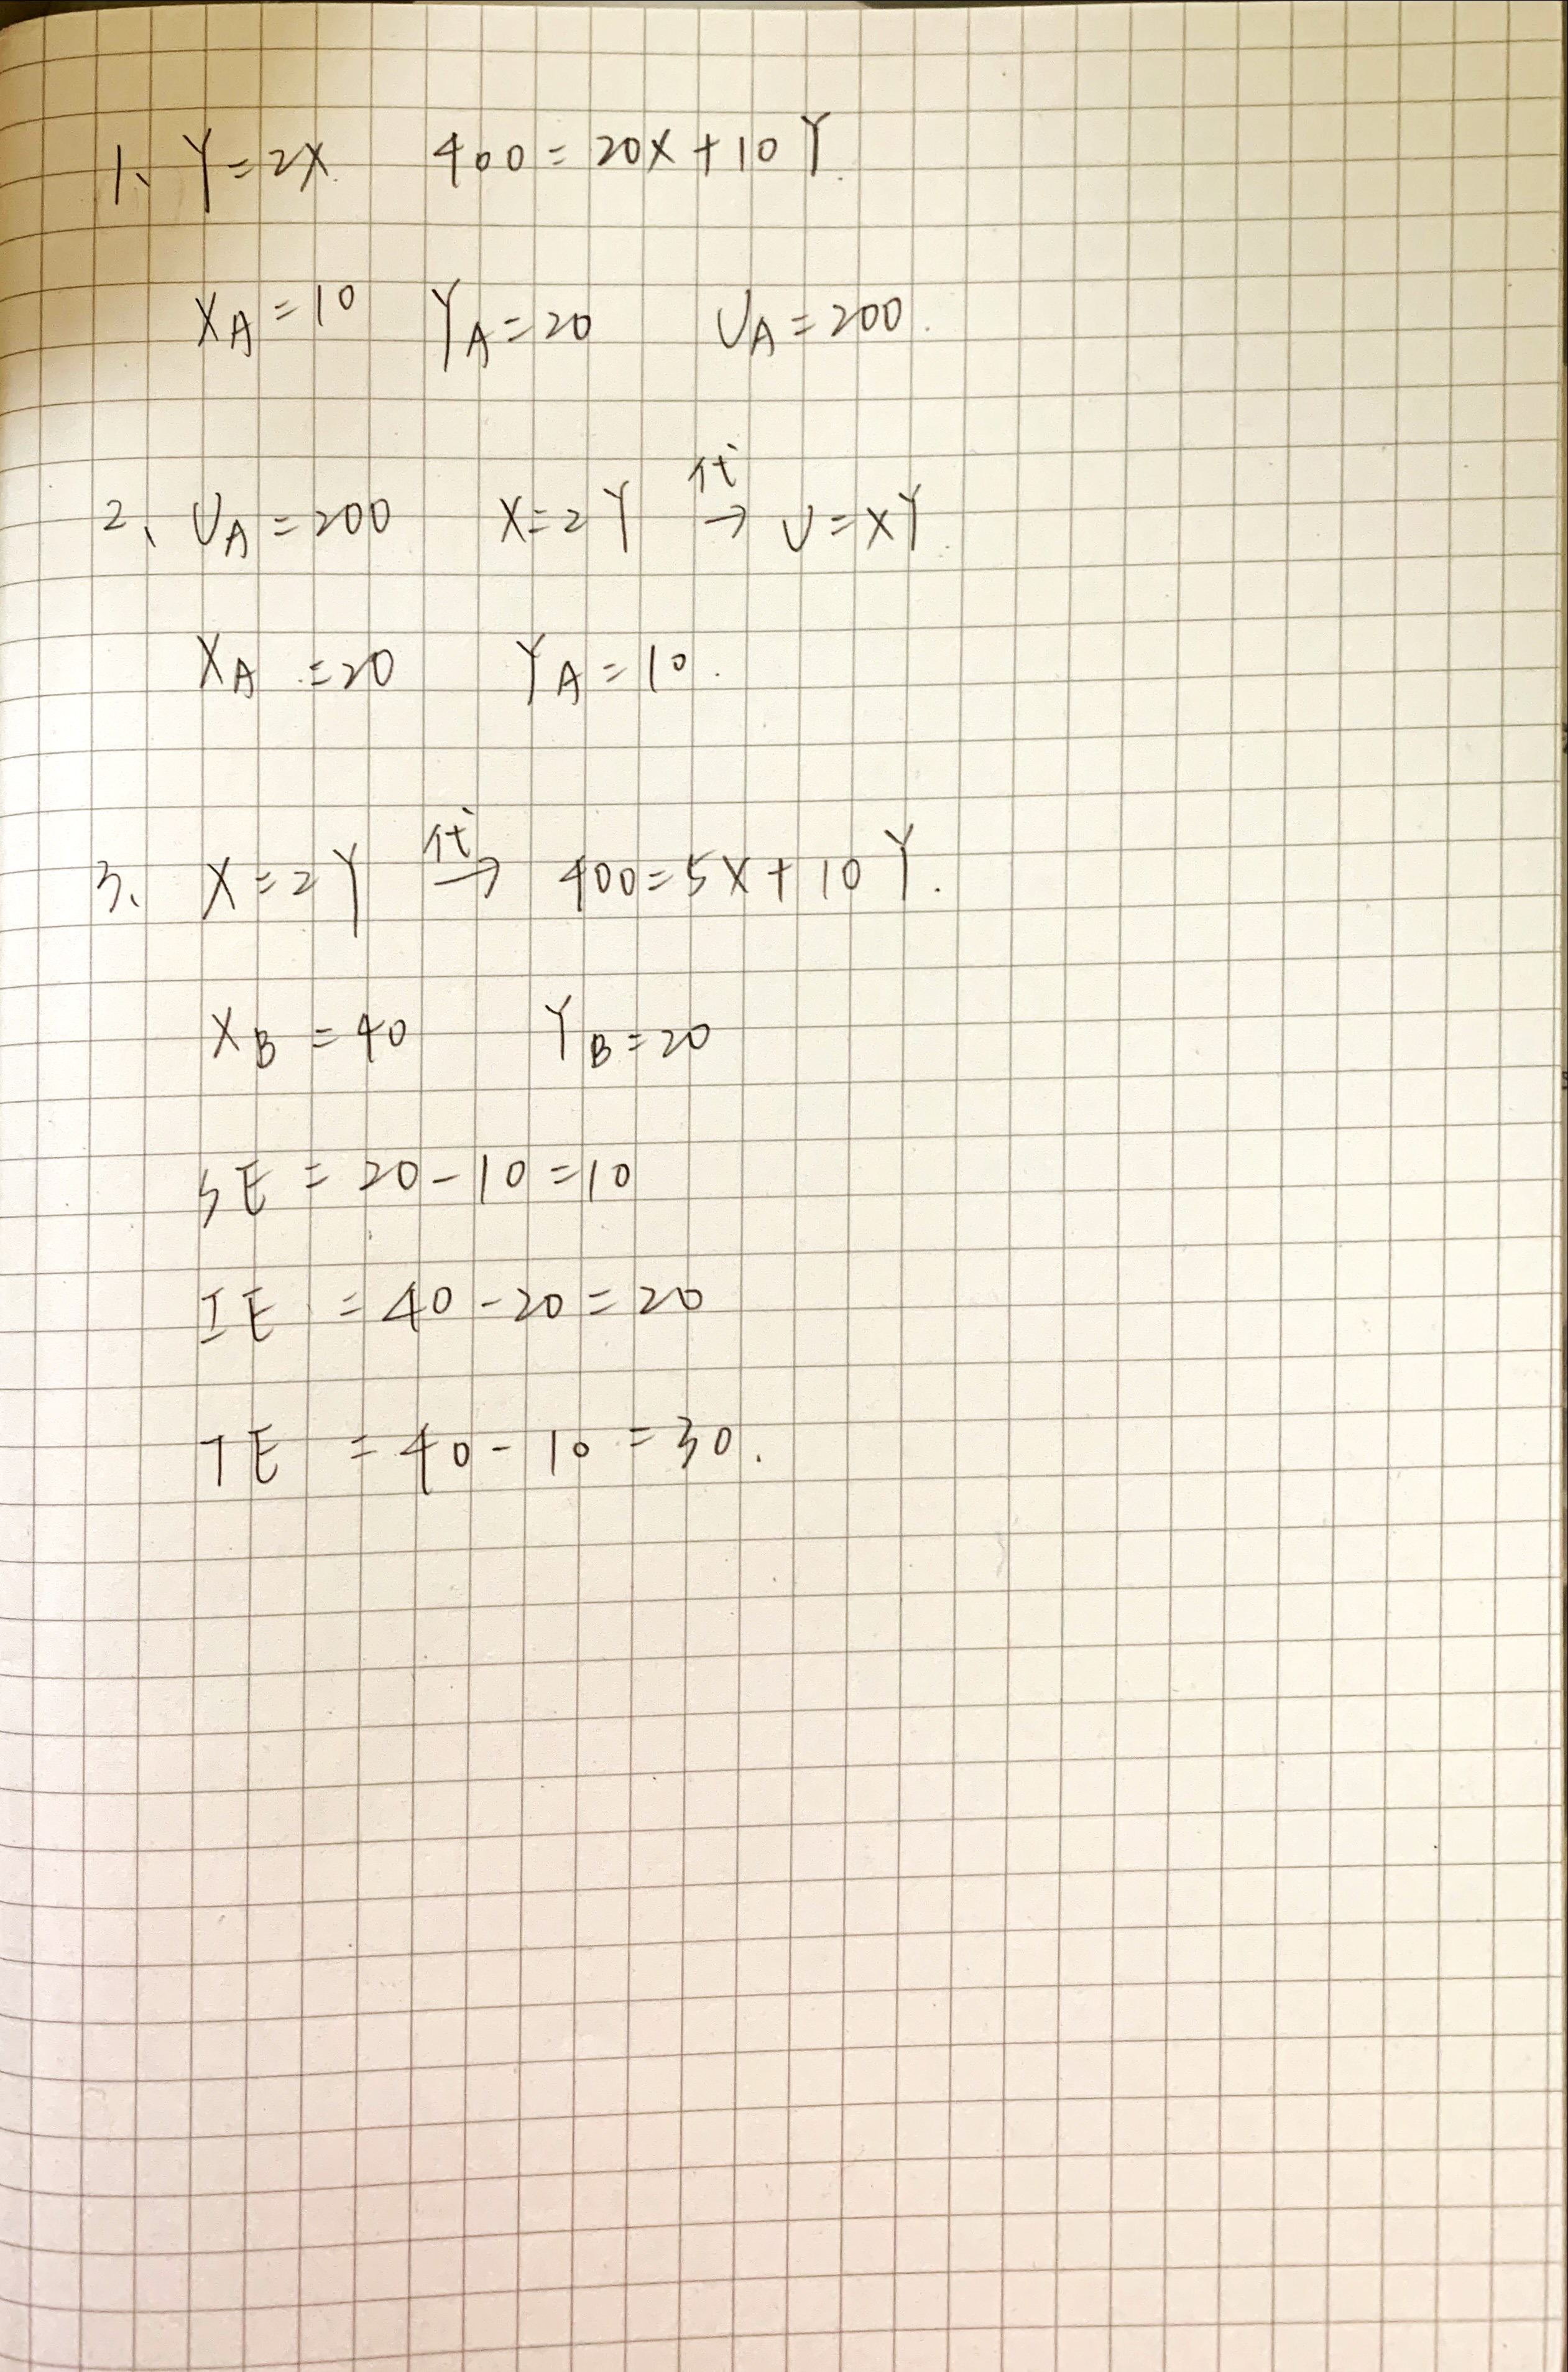 1、Y=2X. 400=20X+10Y.
X_A=10 Y_A=20 U_A=200.
2、U_A=200 X=2Y 代→ U=XY.
X_A=20 Y_A=10.
3、X=2Y 代→ 400=5X+10Y.
X_B=40 Y_B=20
SE=20-10=10
IE=40-20=20
TE=40-10=30.